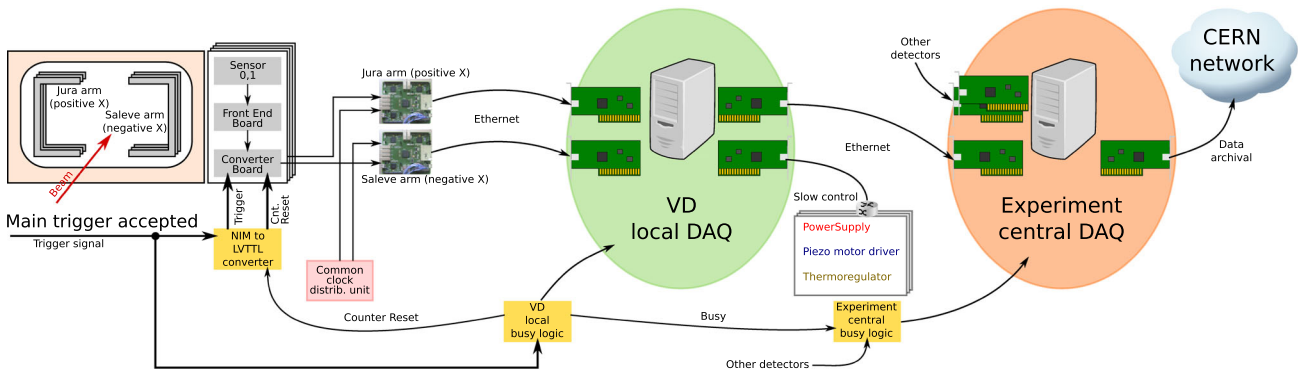 Jura arm
(positive X)
Saleve arm
(negative X)
Beam
Sensor
0,1
Front End
Board
Converter
Board
Trigger
Cnt.
Reset
Main trigger accepted
Trigger signal
NIM to
LVTTL
converter
Common
clock
distrib. unit
Jura arm (positive X)
Saleve arm (negative X)
Ethernet
VD
local DAQ
Counter Reset
VD
local
busy logic
Busy
Other detectors
Experiment
central
busy logic
Slow control
PowerSupply
Piezo motor driver
Thermoregulator
Ethernet
Other
detectors
Experiment
central DAQ
Data
archival
CERN
network